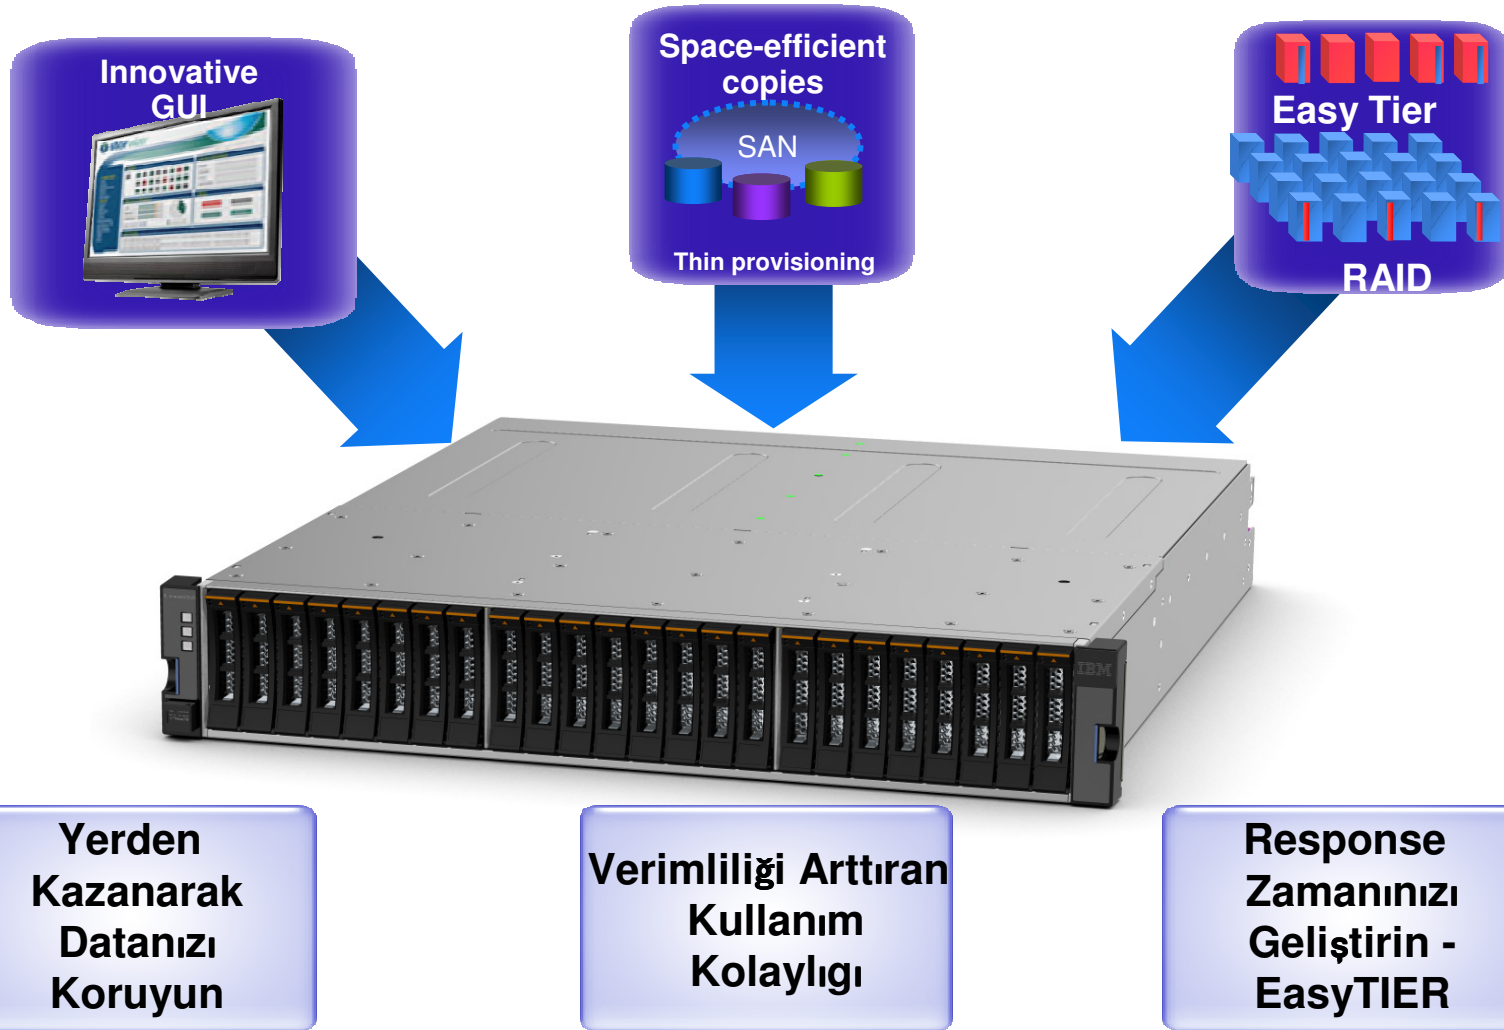 Innovative
GUI
Space-efficient
copies
SAN
Thin provisioning
Easy Tier
RAID
IBM
Yerden
Kazanarak
Datanızı
Koruyun
Verimliliği Arttıran
Kullanım
Kolaylıgı
Response
Zamanınızı
Geliştirin -
EasyTIER